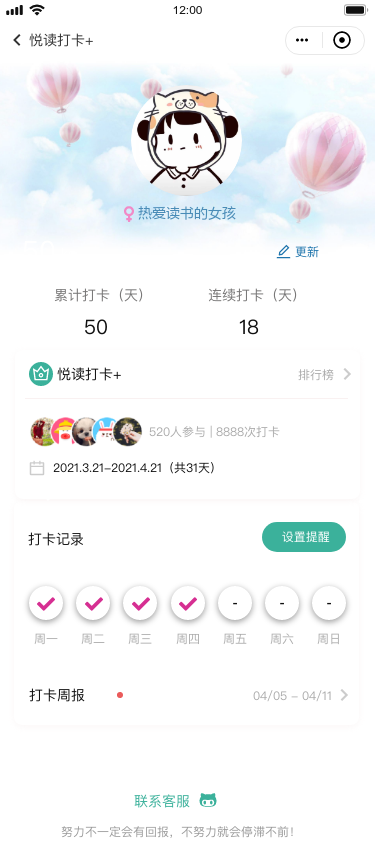 12:00
悦读打卡+
热爱读书的女孩
更新
累计打卡（天） 连续打卡（天）
50 18
悦读打卡+ 排行榜
520人参与 | 8888次打卡
2021.3.21-2021.4.21（共31天）
打卡记录 设置提醒
- - -
周一 周二 周三 周四 周五 周六 周日
打卡周报 04/05 - 04/11
联系客服
努力不一定会有回报，不努力就会停滞不前！